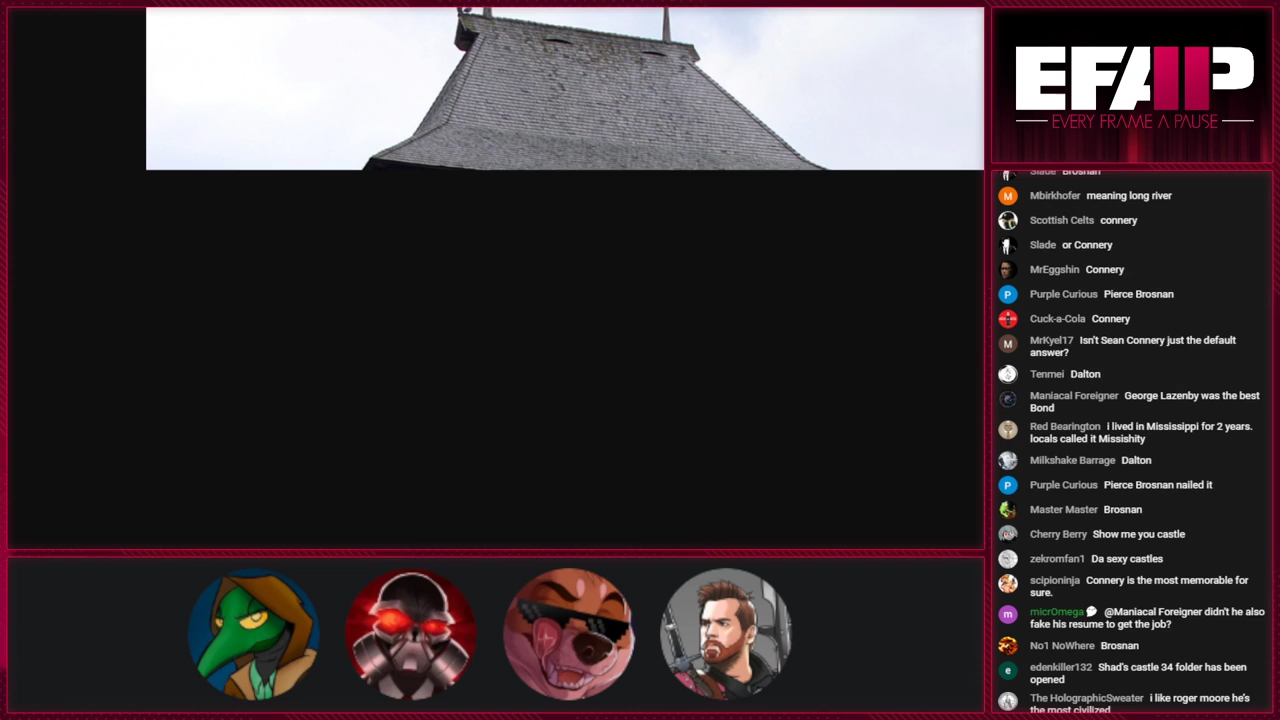 EFAP
EVERY FRAME A PAUSE
Slade Brosnan
M Mbirkhofer meaning long river
Scottish Celts connery
Slade or Connery
MrEggshin Connery
P Purple Curious Pierce Brosnan
Cuck-a-Cola Connery
M MrKyel17 Isn't Sean Connery just the default
answer?
Tenmei Dalton
Maniacal Foreigner George Lazenby was the best
Bond
Red Bearington i lived in Mississippi for 2 years.
locals called it Missishity
Milkshake Barrage Dalton
P Purple Curious Pierce Brosnan nailed it
Master Master Brosnan
Cherry Berry Show me you castle
zekromfan1 Da sexy castles
scipioninja Connery is the most memorable for
sure.
m micrOmega @Maniacal Foreigner didn't he also
fake his resume to get the job?
No1 NoWhere Brosnan
e edenkiller132 Shad's castle 34 folder has been
opened
The HolographicSweater i like roger moore he's
the most civilized